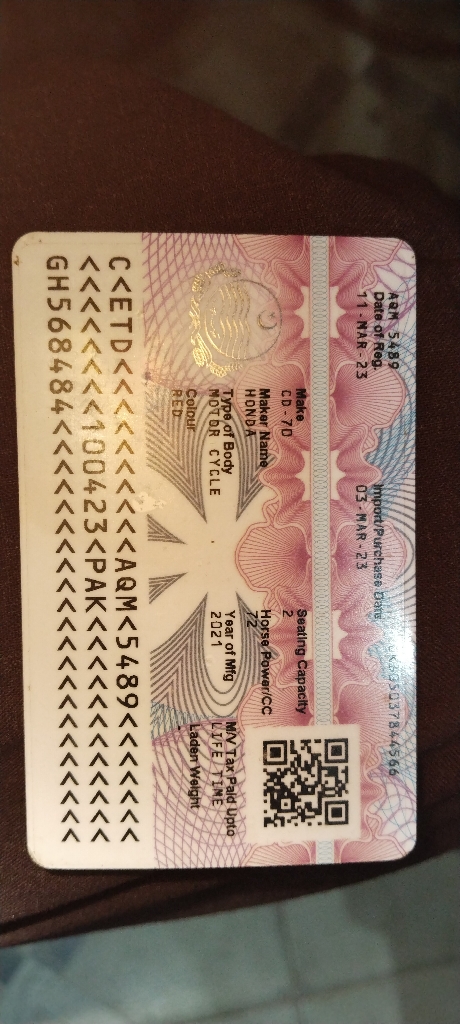 AQM 5489
Date of Reg.
11-MAR-23
Import/Purchase Date
03-MAR-23
Make
CD-70
Seating Capacity
2
Maker Name
HONDA
Horse Power/CC
72
Type of Body
MOTOR CYCLE
Year of Mfg
2021
M/V Tax Paid Upto
LIFE TIME
Colour
RED
Laden Weight
C<ETD<<<<<<<<AQM<5489<<<<<
<<<<<<<100423<PAK<<<<<<<<<
GH568484<<<<<<<<<<<<<<<<<<